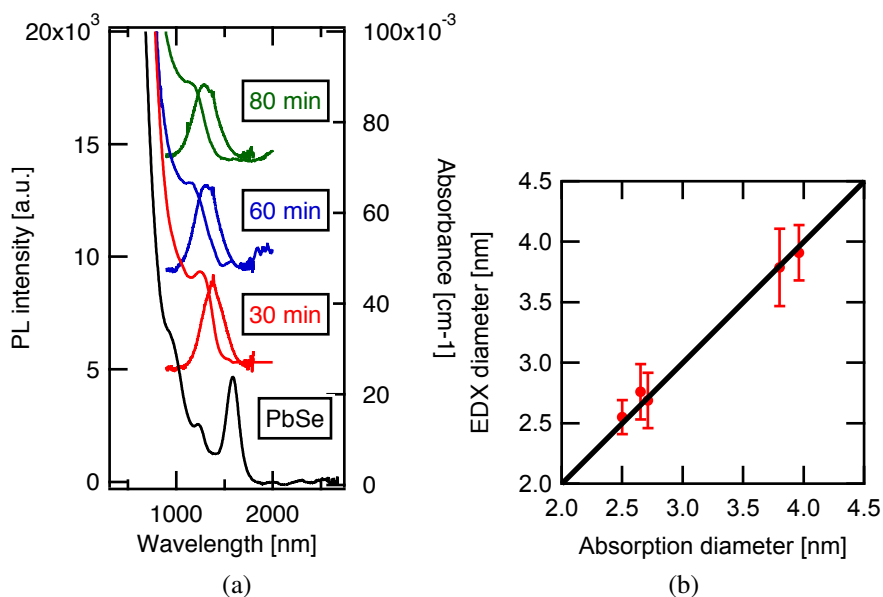 20x10³
15
10
5
0
PL intensity [a.u.]
1000 2000
Wavelength [nm]
100x10⁻³
80
60
40
20
0
Absorbance [cm-1]
80 min
60 min
30 min
PbSe
(a)
4.5
4.0
3.5
3.0
2.5
2.0
EDX diameter [nm]
2.0 2.5 3.0 3.5 4.0 4.5
Absorption diameter [nm]
(b)